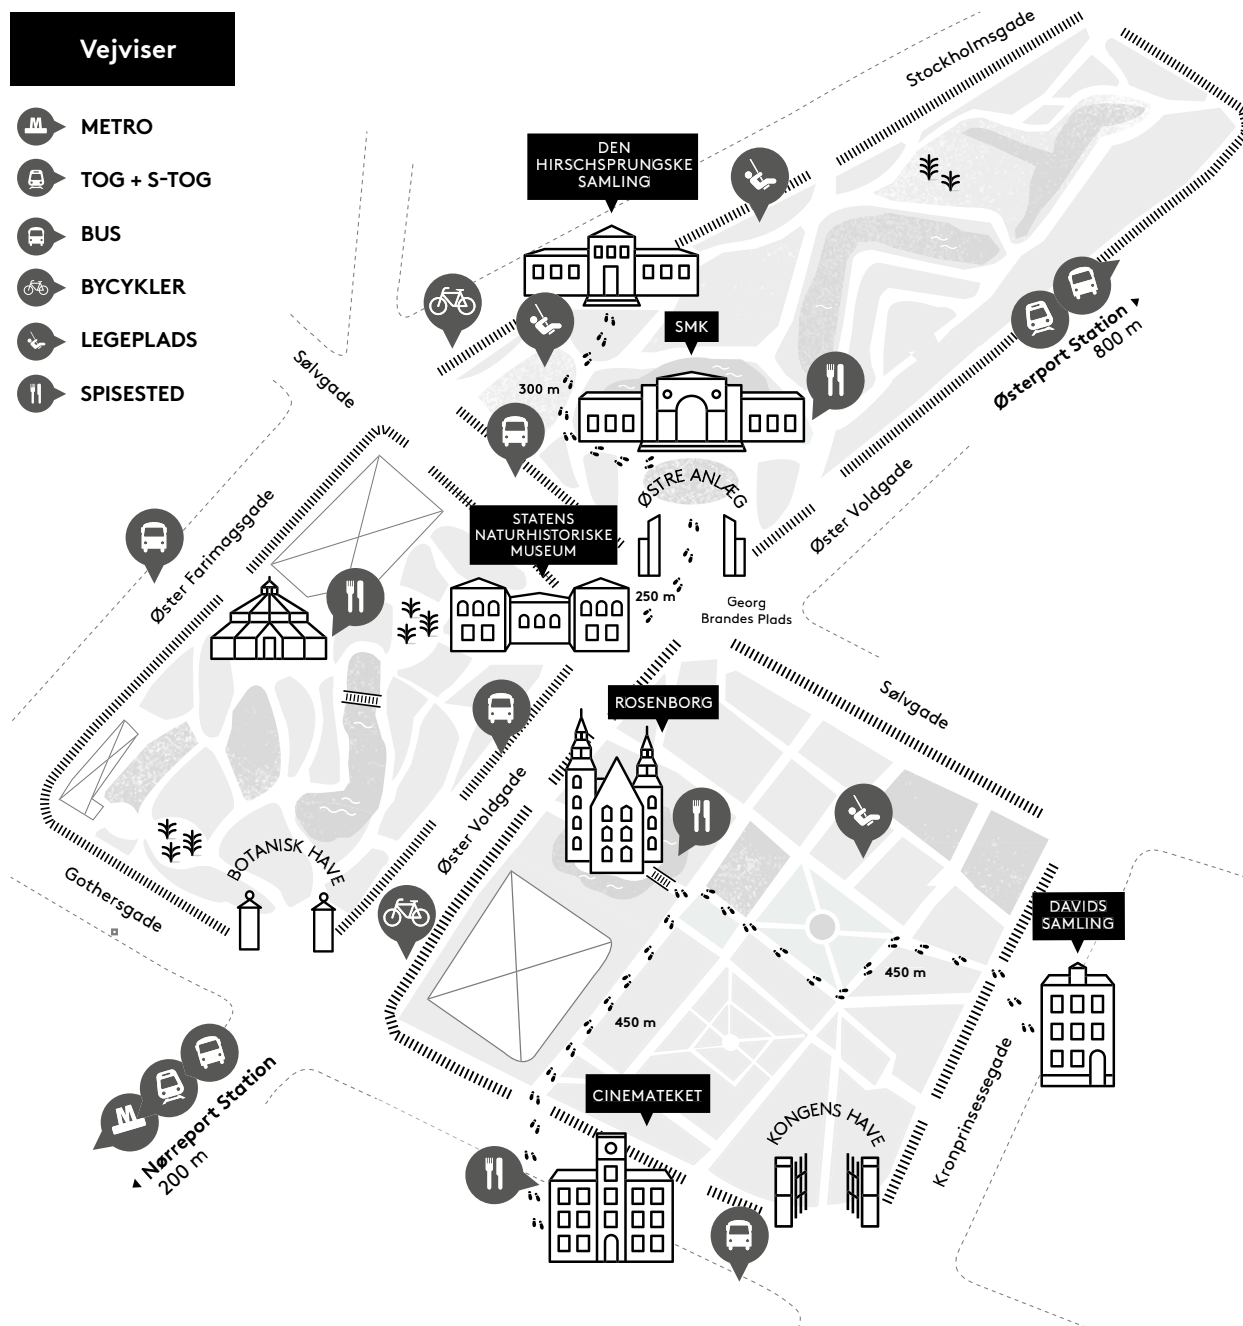 Vejviser
METRO
TOG + S-TOG
BUS
BYCYKLER
LEGEPLADS
SPISESTED
Stockholmsgade
DEN
HIRSCHSPRUNGSKE
SAMLING
SMK
300 m
Østerport Station
800 m
Sølvgade
ØSTRE ANLÆG
Øster Voldgade
Øster Farimagsgade
STATENS
NATURHISTORISKE
MUSEUM
250 m
Georg
Brandes Plads
Sølvgade
ROSENBORG
Øster Voldgade
BOTANISK HAVE
Gothersgade
DAVIDS
SAMLING
450 m
450 m
Nørreport Station
200 m
CINEMATEKET
KONGENS HAVE
Kronprinsessegade